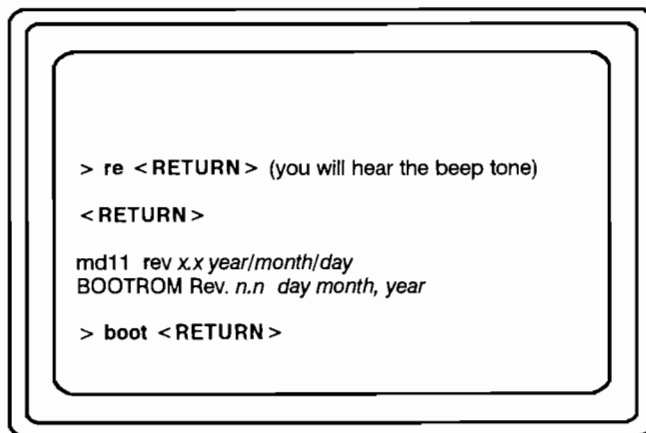 > re <RETURN> (you will hear the beep tone)
<RETURN>
md11 rev x.x year/month/day
BOOTROM Rev. n.n day month, year
> boot <RETURN>